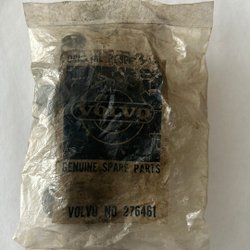 VOLVO
GENUINE SPARE PARTS
VOLVO NO 276461